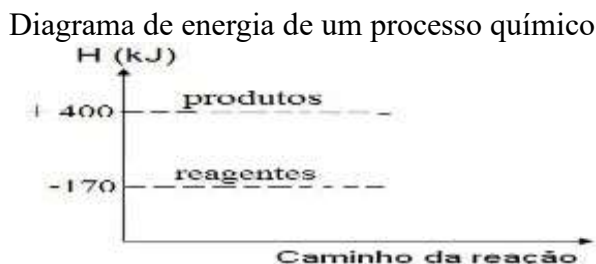 Diagrama de energia de um processo químico
H (kJ)
produtos
+ 400
reagentes
-170
Caminho da reação